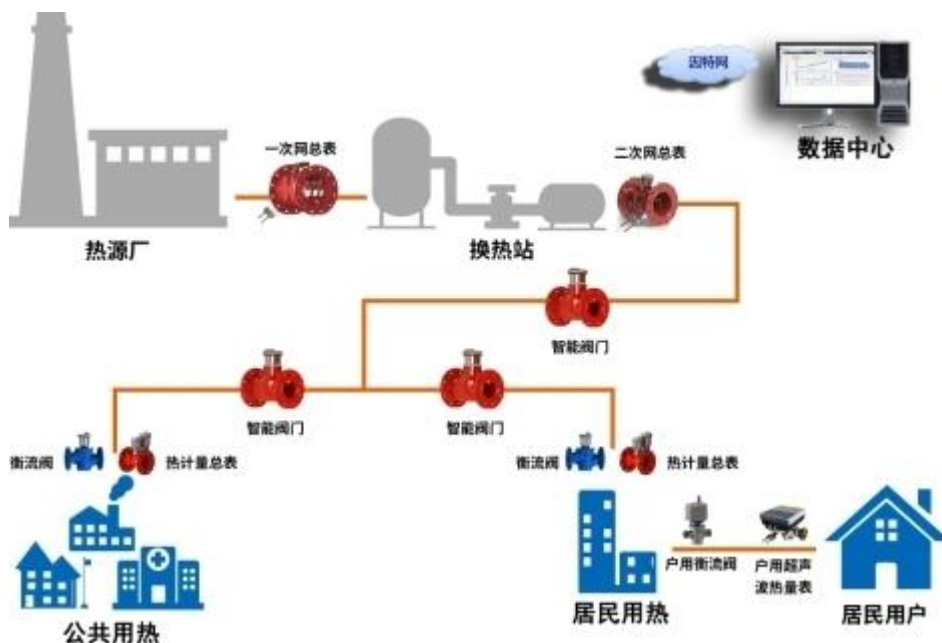 因特网
数据中心
一次网总表
二次网总表
热源厂
换热站
智能阀门
智能阀门
智能阀门
衡流阀
热计量总表
衡流阀
热计量总表
户用衡流阀
户用超声
波热量表
公共用热
居民用热
居民用户